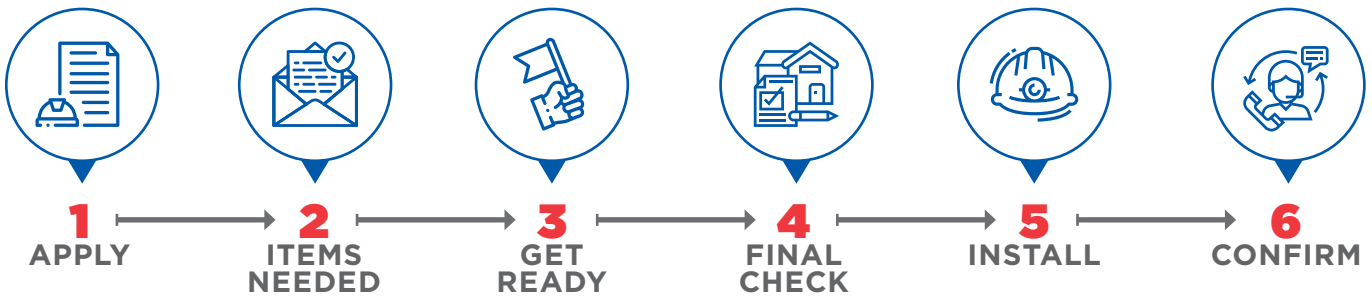 1
APPLY
2
ITEMS
NEEDED
3
GET
READY
4
FINAL
CHECK
5
INSTALL
6
CONFIRM